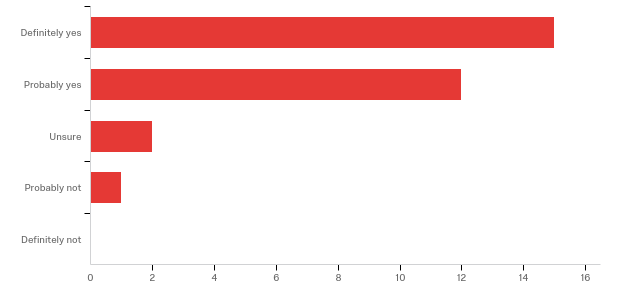 Definitely yes
Probably yes
Unsure
Probably not
Definitely not
0 2 4 6 8 10 12 14 16